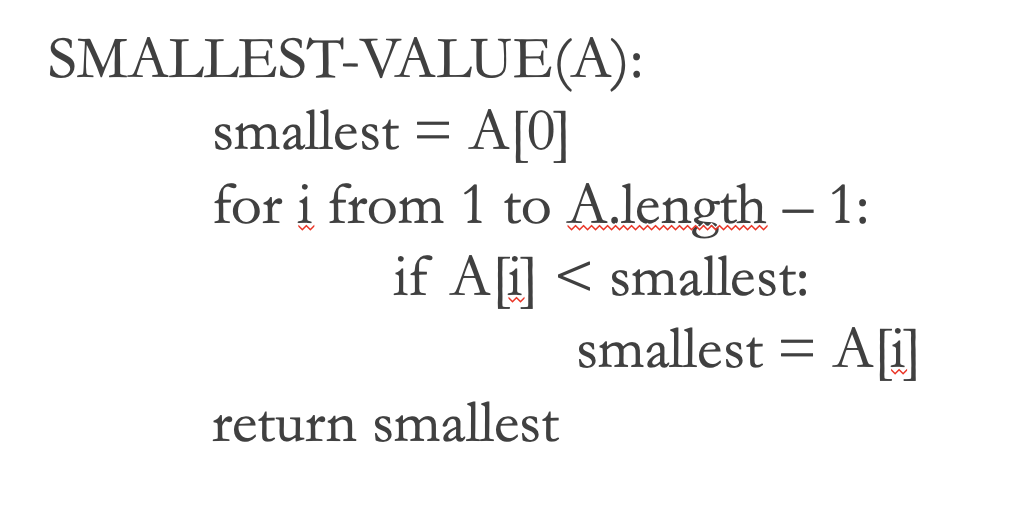 SMALLEST-VALUE(A):
smallest = A[0]
for i from 1 to A.length – 1:
if A[i] < smallest:
smallest = A[i]
return smallest